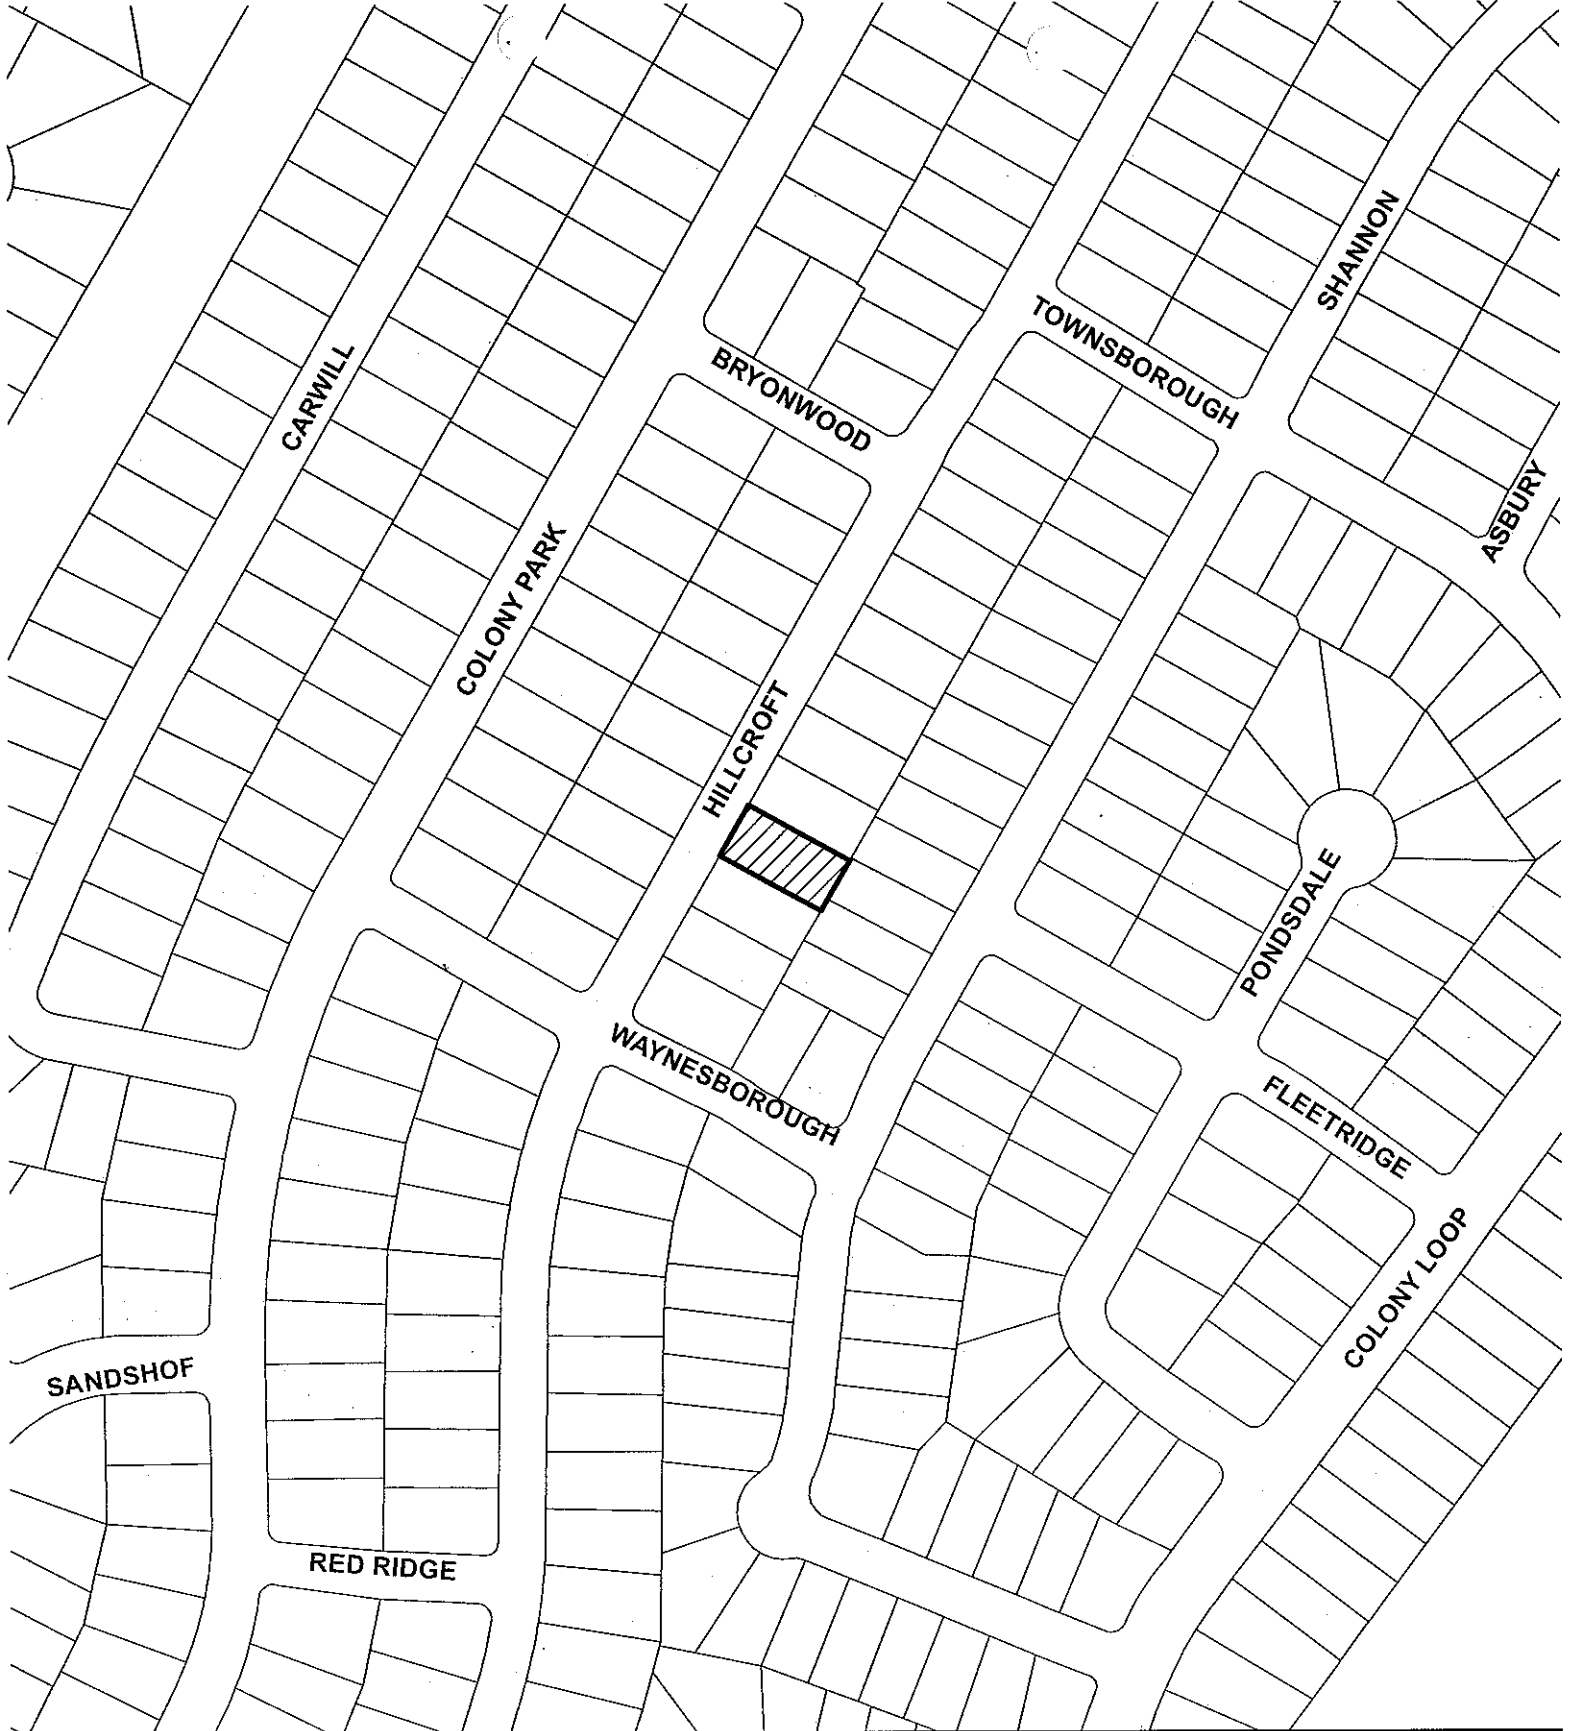 SHANNON
TOWNSBOROUGH
CARWILL
BRYONWOOD
ASBURY
COLONY PARK
HILLCROFT
PONDSDALE
WAYNESBOROUGH
FLEETRIDGE
COLONY LOOP
SANDSHOF
RED RIDGE